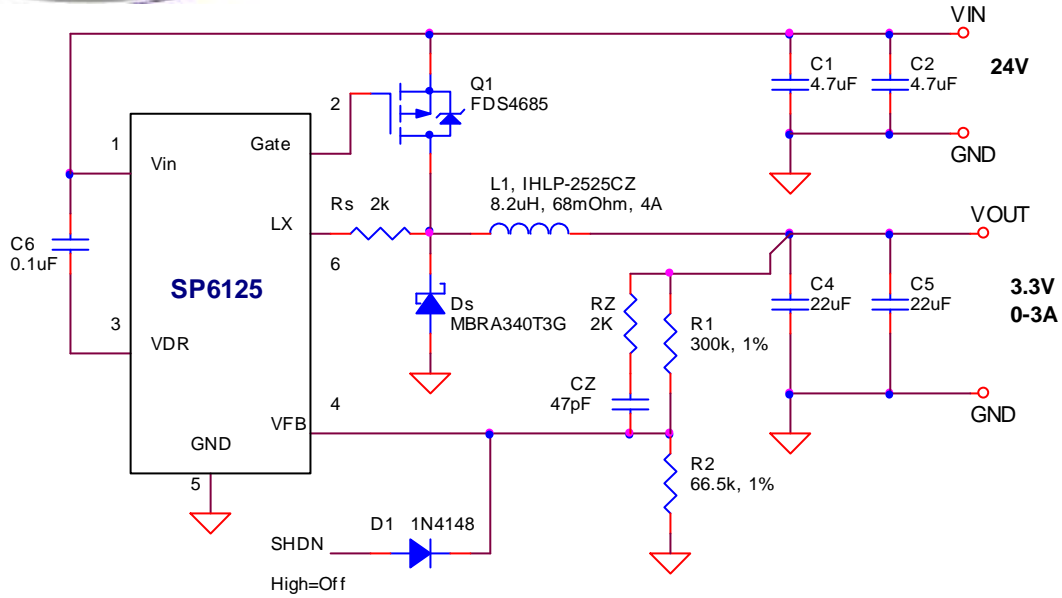 VIN
24V
C1
4.7uF
C2
4.7uF
GND
Q1
FDS4685
2
1
Vin
Gate
L1, IHLP-2525CZ
8.2uH, 68mOhm, 4A
Rs 2k
LX
6
VOUT
C6
0.1uF
SP6125
Ds
MBRA340T3G
RZ
2K
R1
300k, 1%
C4
22uF
C5
22uF
3.3V
0-3A
3
VDR
CZ
47pF
4
VFB
GND
GND
5
R2
66.5k, 1%
D1 1N4148
SHDN
High=Off